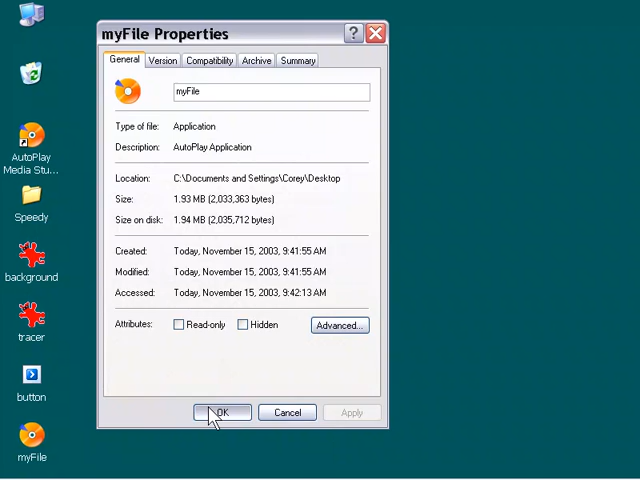 myFile Properties
General Version Compatibility Archive Summary
myFile
Type of file: Application
Description: AutoPlay Application
Location: C:\Documents and Settings\Corey\Desktop
Size: 1.93 MB (2,033,363 bytes)
Size on disk: 1.94 MB (2,035,712 bytes)
Created: Today, November 15, 2003, 9:41:55 AM
Modified: Today, November 15, 2003, 9:41:55 AM
Accessed: Today, November 15, 2003, 9:42:13 AM
Attributes: Read-only Hidden Advanced...
OK Cancel Apply
AutoPlay
Media Stu...
Speedy
background
tracer
button
myFile